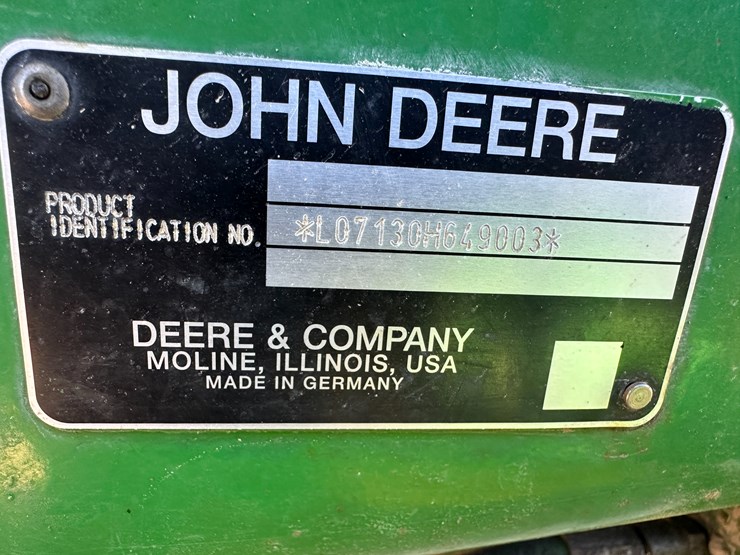 JOHN DEERE
PRODUCT
IDENTIFICATION NO.
*L07130H649003*
DEERE & COMPANY
MOLINE, ILLINOIS, USA
MADE IN GERMANY